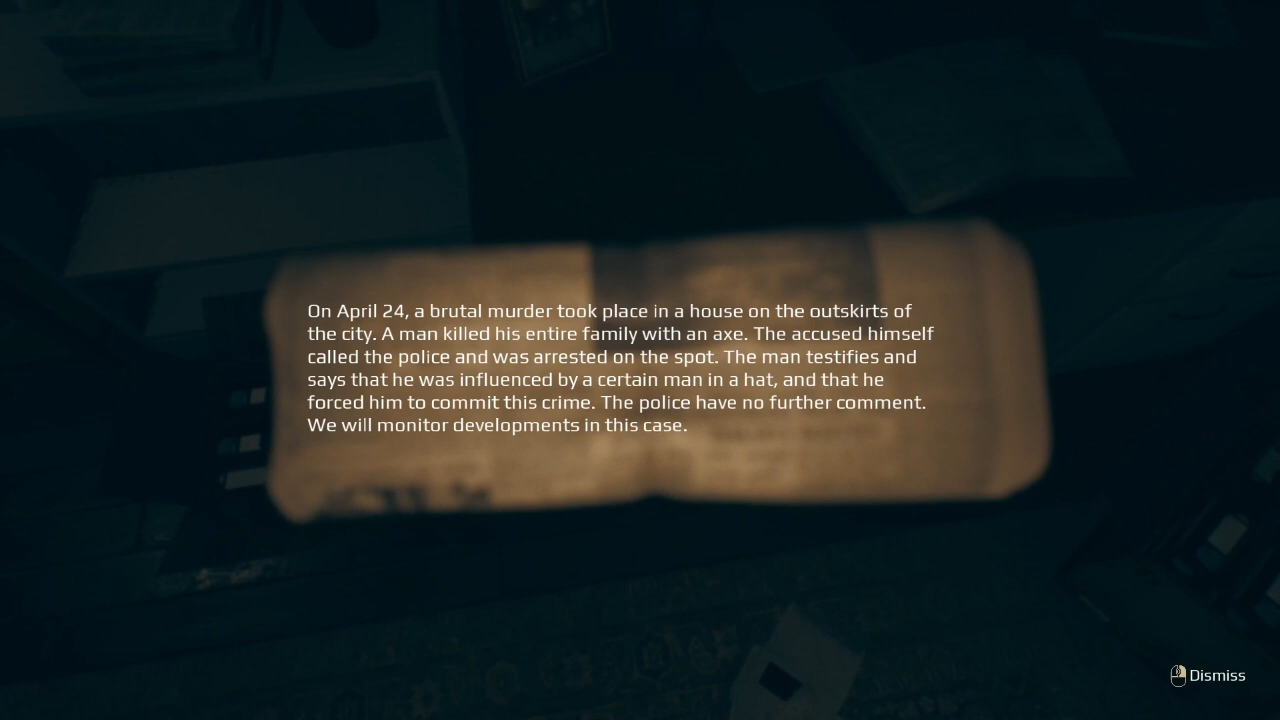 On April 24, a brutal murder took place in a house on the outskirts of
the city. A man killed his entire family with an axe. The accused himself
called the police and was arrested on the spot. The man testifies and
says that he was influenced by a certain man in a hat, and that he
forced him to commit this crime. The police have no further comment.
We will monitor developments in this case.
Dismiss